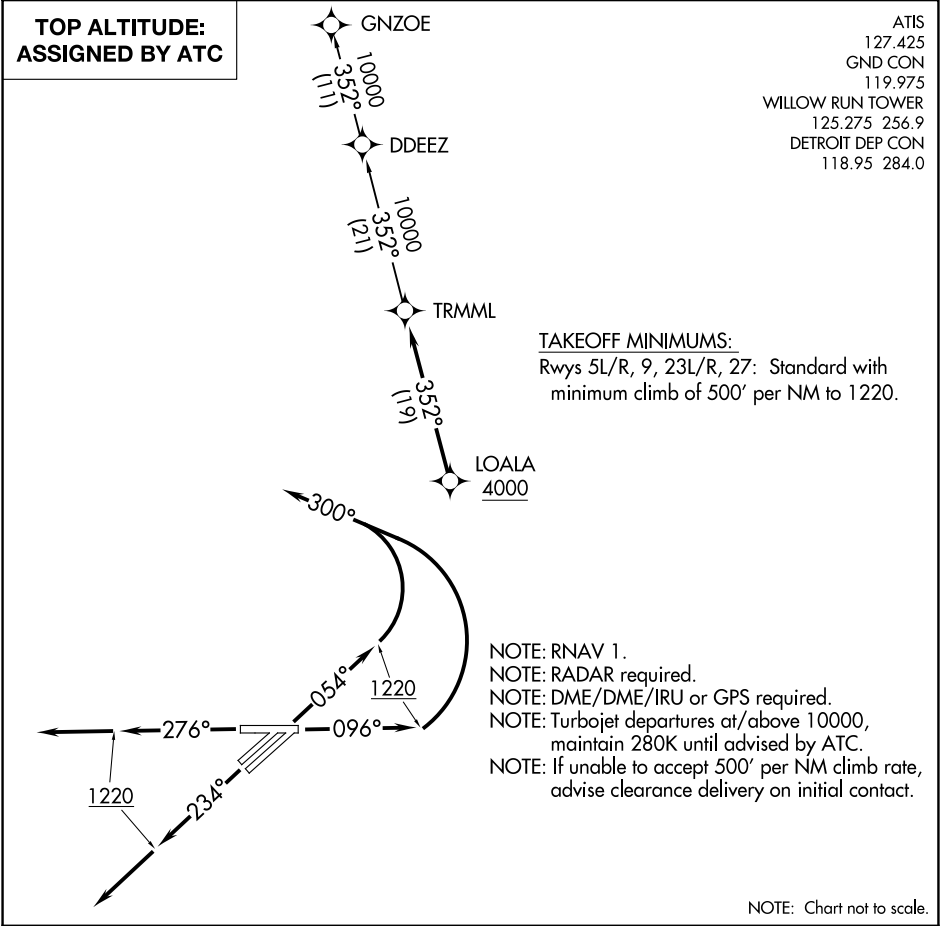 TOP ALTITUDE:
ASSIGNED BY ATC
ATIS
127.425
GND CON
119.975
WILLOW RUN TOWER
125.275 256.9
DETROIT DEP CON
118.95 284.0
GNZOE
10000
352°
(11)
DDEEZ
10000
352°
(21)
TRMML
352°
(19)
LOALA
4000
TAKEOFF MINIMUMS:
Rwys 5L/R, 9, 23L/R, 27: Standard with
minimum climb of 500' per NM to 1220.
300°
054°
1220
096°
276°
1220
234°
NOTE: RNAV 1.
NOTE: RADAR required.
NOTE: DME/DME/IRU or GPS required.
NOTE: Turbojet departures at/above 10000,
maintain 280K until advised by ATC.
NOTE: If unable to accept 500' per NM climb rate,
advise clearance delivery on initial contact.
NOTE: Chart not to scale.